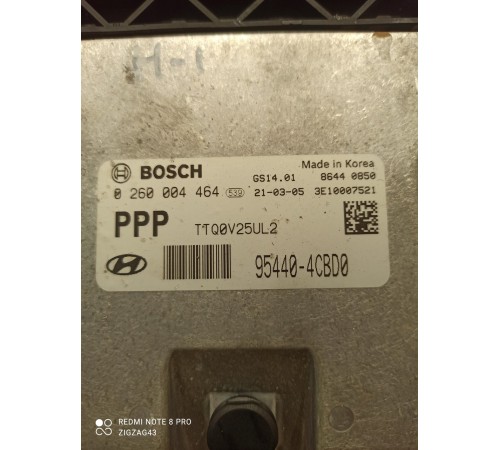 H-1
BOSCH
GS14.01
Made in Korea
8644 0850
0 260 004 464 539 21-03-05 3E10007521
PPP TTQ0V25UL2
95440-4CBD0
REDMI NOTE 8 PRO
ZIGZAG43